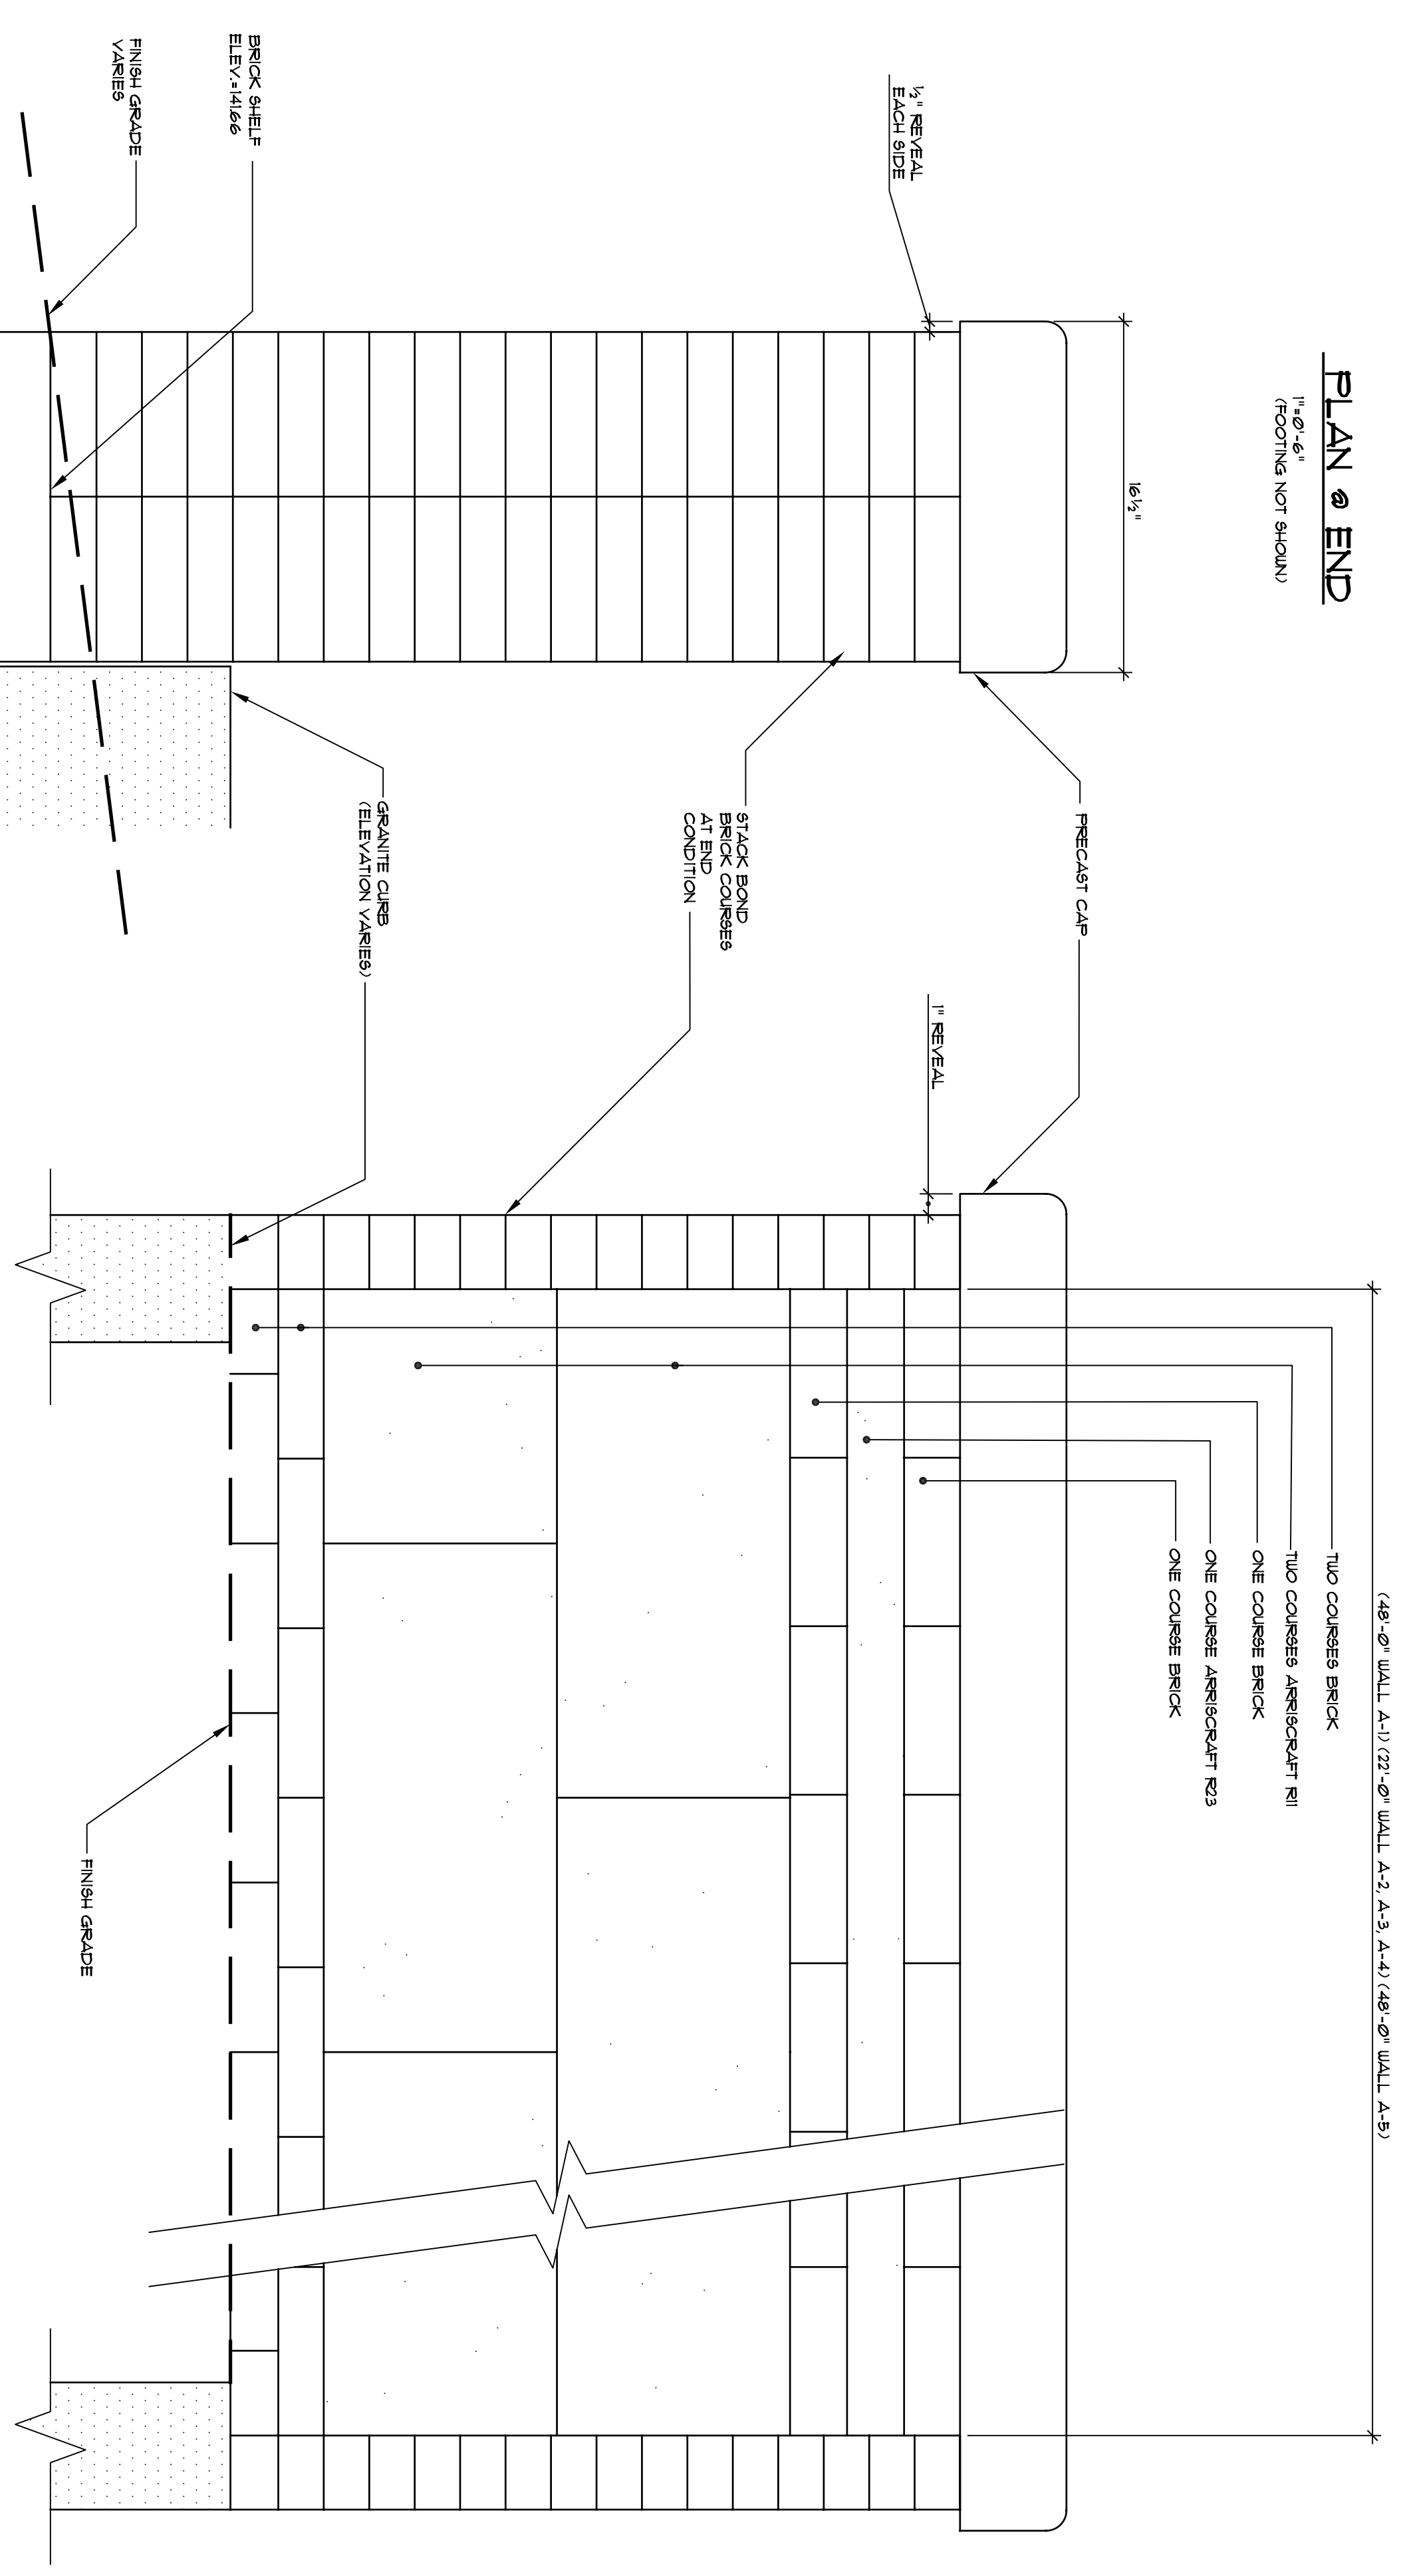 PLAN @ END
1"=0'-6"
(FOOTING NOT SHOWN)
16½"
½" REVEAL
EACH SIDE
BRICK SHELF
ELEV.=141.66
FINISH GRADE
VARIES
PRECAST CAP
STACK BOND
BRICK COURSES
AT END
CONDITION
GRANITE CURB
(ELEVATION VARIES)
1" REVEAL
(48'-0" WALL A-1) (22'-0" WALL A-2, A-3, A-4) (48'-0" WALL A-5)
TWO COURSES BRICK
TWO COURSES ARRISCRAFT R11
ONE COURSE BRICK
ONE COURSE ARRISCRAFT R23
ONE COURSE BRICK
FINISH GRADE